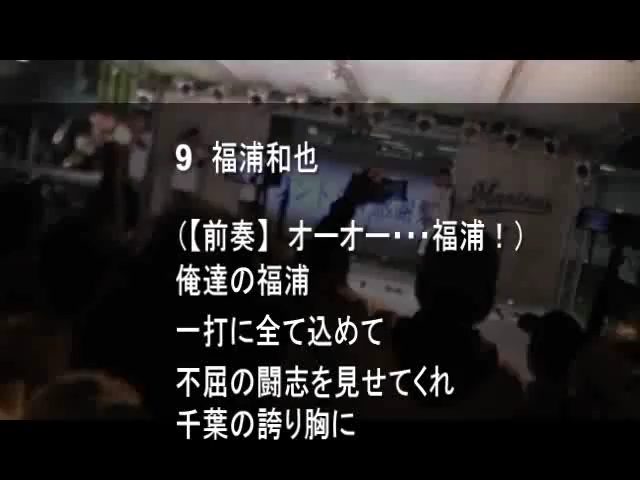 9 福浦和也
(【前奏】 オーオー･･･福浦！)
俺達の福浦
一打に全て込めて
不屈の闘志を見せてくれ
千葉の誇り胸に